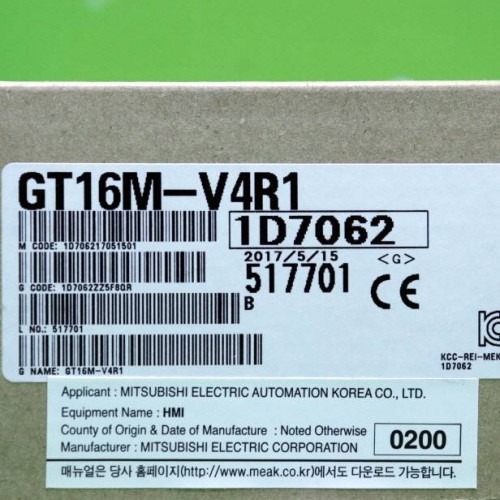 GT16M-V4R1
1D7062
M CODE: 1D706217051501
2017/5/15 <G>
517701
G CODE: 1D7062ZZ5F8QR
B CE
L NO.: 517701
KCC-REI-MEK
1D7062
G NAME: GT16M-V4R1
Applicant : MITSUBISHI ELECTRIC AUTOMATION KOREA CO., LTD.
Equipment Name : HMI
County of Origin & Date of Manufacture : Noted Otherwise
Manufacturer : MITSUBISHI ELECTRIC CORPORATION
0200
매뉴얼은 당사 홈페이지(http://www.meak.co.kr)에서도 다운로드 가능합니다.